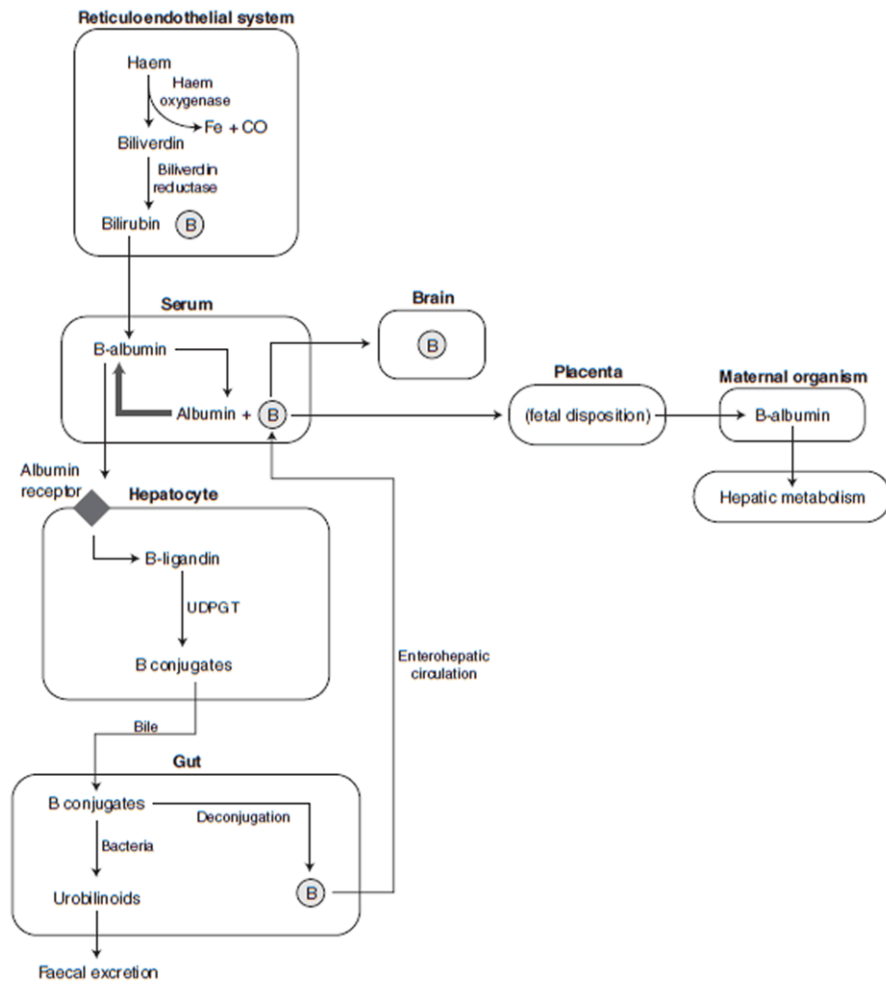 Reticuloendothelial system
Haem
Haem
oxygenase
Fe + CO
Biliverdin
Biliverdin
reductase
Bilirubin B
Serum
B-albumin
Albumin + B
Brain
B
Placenta
(fetal disposition)
Maternal organism
B-albumin
Hepatic metabolism
Albumin
receptor
Hepatocyte
B-ligandin
UDPGT
B conjugates
Enterohepatic
circulation
Bile
Gut
B conjugates
Deconjugation
Bacteria
Urobilinoids
B
Faecal excretion